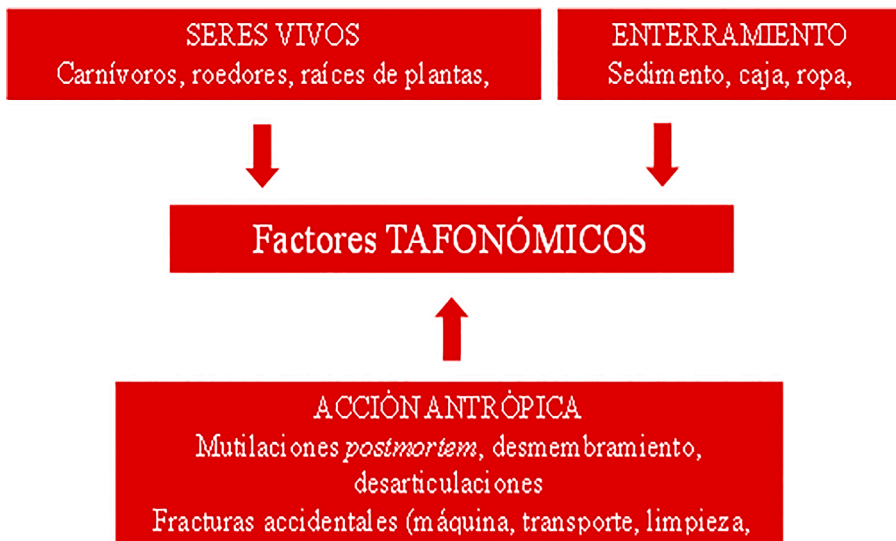 SERES VIVOS
Carnívoros, roedores, raíces de plantas,
ENTERRAMIENTO
Sedimento, caja, ropa,
Factores TAFONÓMICOS
ACCIÓN ANTRÓPICA
Mutilaciones postmortem, desmembramiento,
desarticulaciones
Fracturas accidentales (máquina, transporte, limpieza,